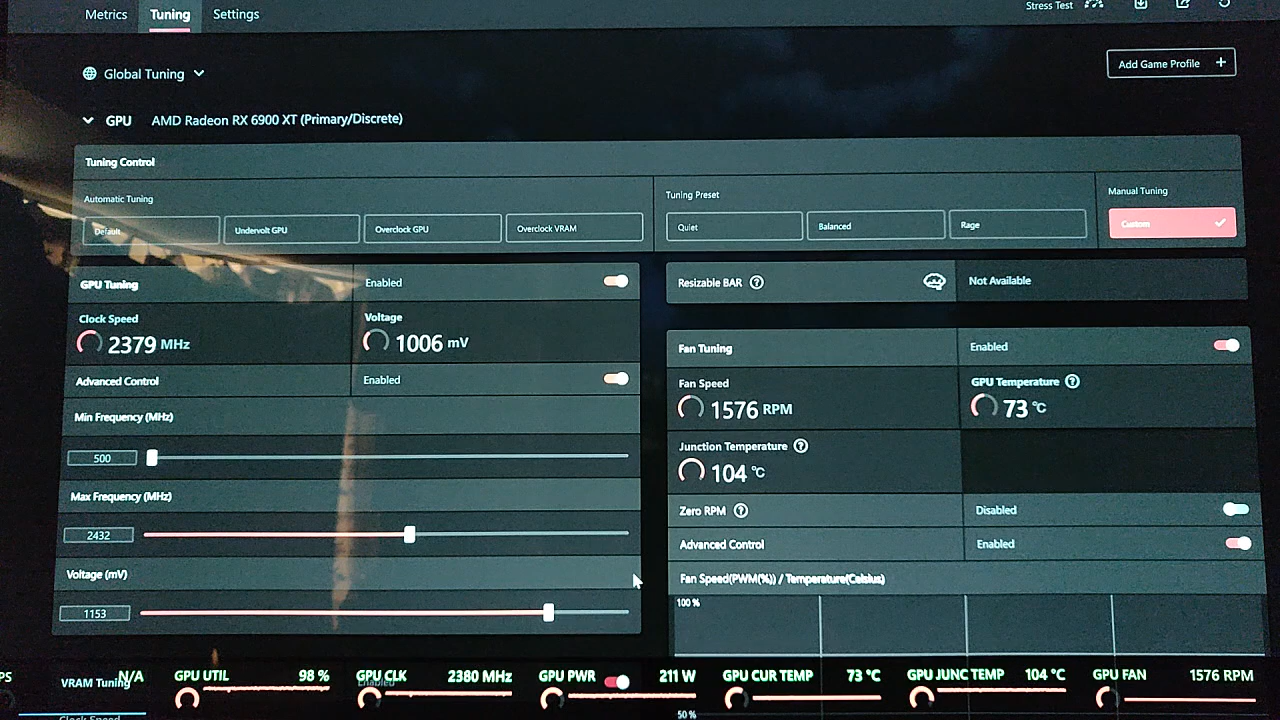 Metrics Tuning Settings Stress Test
Global Tuning Add Game Profile +
GPU AMD Radeon RX 6900 XT (Primary/Discrete)
Tuning Control
Automatic Tuning Tuning Preset Manual Tuning
Default Undervolt GPU Overclock GPU Overclock VRAM Quiet Balanced Rage Custom
GPU Tuning Enabled Resizable BAR Not Available
Clock Speed Voltage
2379 MHz 1006 mV
Fan Tuning Enabled
Advanced Control Enabled
Fan Speed GPU Temperature
1576 RPM 73 °C
Min Frequency (MHz)
500
Junction Temperature
104 °C
Max Frequency (MHz)
2432
Zero RPM Disabled
Advanced Control Enabled
Voltage (mV)
1153
Fan Speed(PWM(%)) / Temperature(Celsius)
100 %
PS N/A GPU UTIL 98 % GPU CLK 2380 MHz GPU PWR 211 W GPU CUR TEMP 73 °C GPU JUNC TEMP 104 °C GPU FAN 1576 RPM
VRAM Tuning Enabled
Clock Speed
50 %